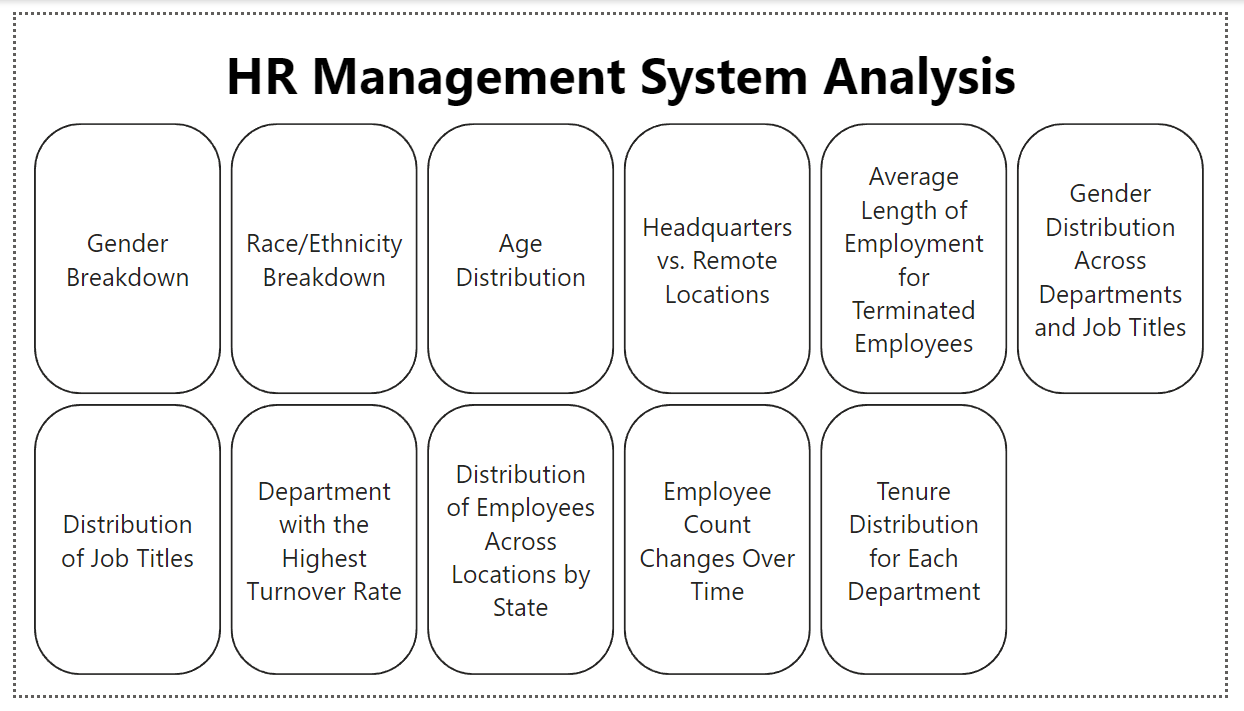 HR Management System Analysis
Gender
Breakdown
Race/Ethnicity
Breakdown
Age
Distribution
Headquarters
vs. Remote
Locations
Average
Length of
Employment
for
Terminated
Employees
Gender
Distribution
Across
Departments
and Job Titles
Distribution
of Job Titles
Department
with the
Highest
Turnover Rate
Distribution
of Employees
Across
Locations by
State
Employee
Count
Changes Over
Time
Tenure
Distribution
for Each
Department